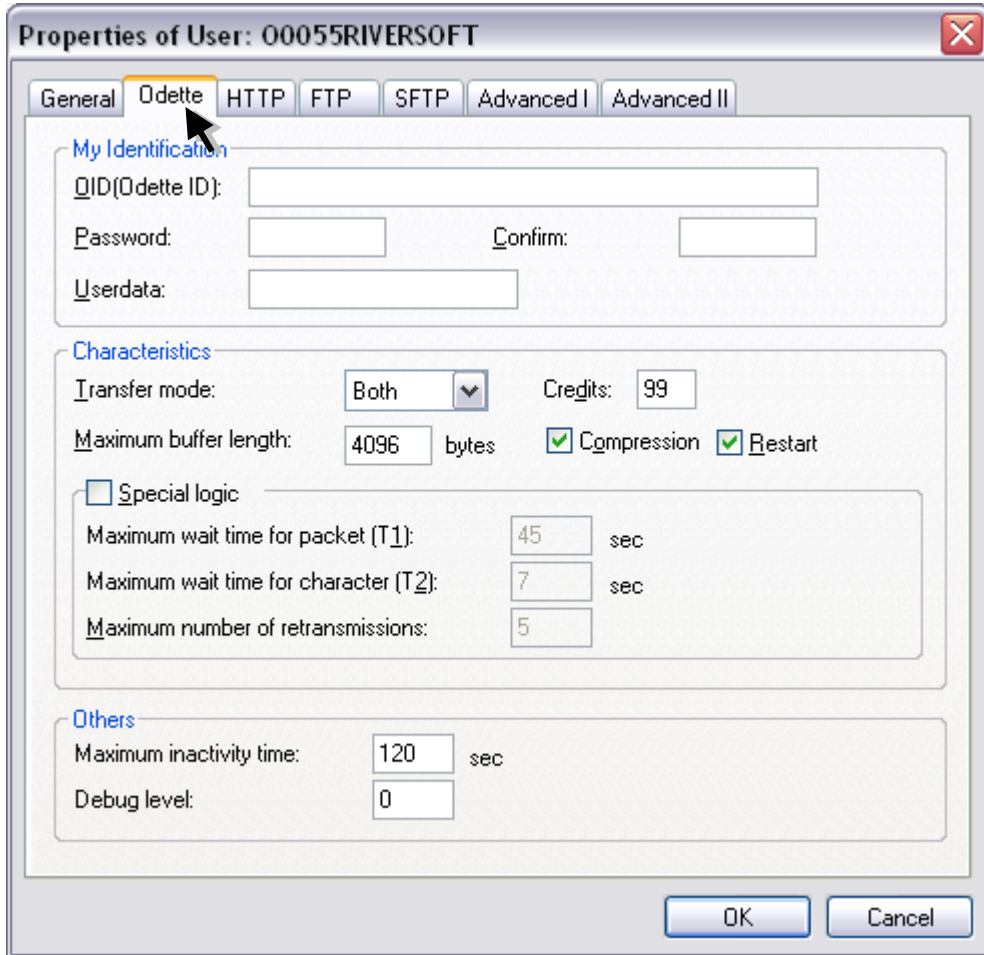 Properties of User: O0055RIVERSOFT
General Odette HTTP FTP SFTP Advanced I Advanced II
My Identification
OID(Odette ID):
Password: Confirm:
Userdata:
Characteristics
Transfer mode: Both Credits: 99
Maximum buffer length: 4096 bytes Compression Restart
Special logic
Maximum wait time for packet (T1): 45 sec
Maximum wait time for character (T2): 7 sec
Maximum number of retransmissions: 5
Others
Maximum inactivity time: 120 sec
Debug level: 0
OK Cancel